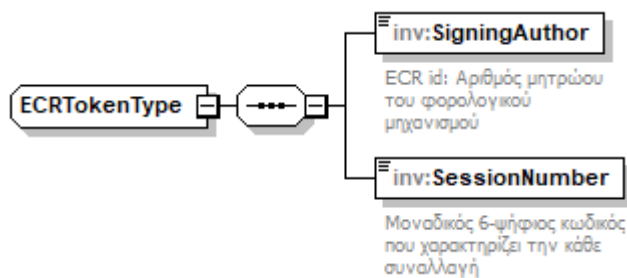 inv:SigningAuthor
ECR id: Αριθμός μητρώου
του φορολογικού
μηχανισμού
ECRTokenType
inv:SessionNumber
Μοναδικός 6-ψήφιος κωδικός
που χαρακτηρίζει την κάθε
συναλλαγή